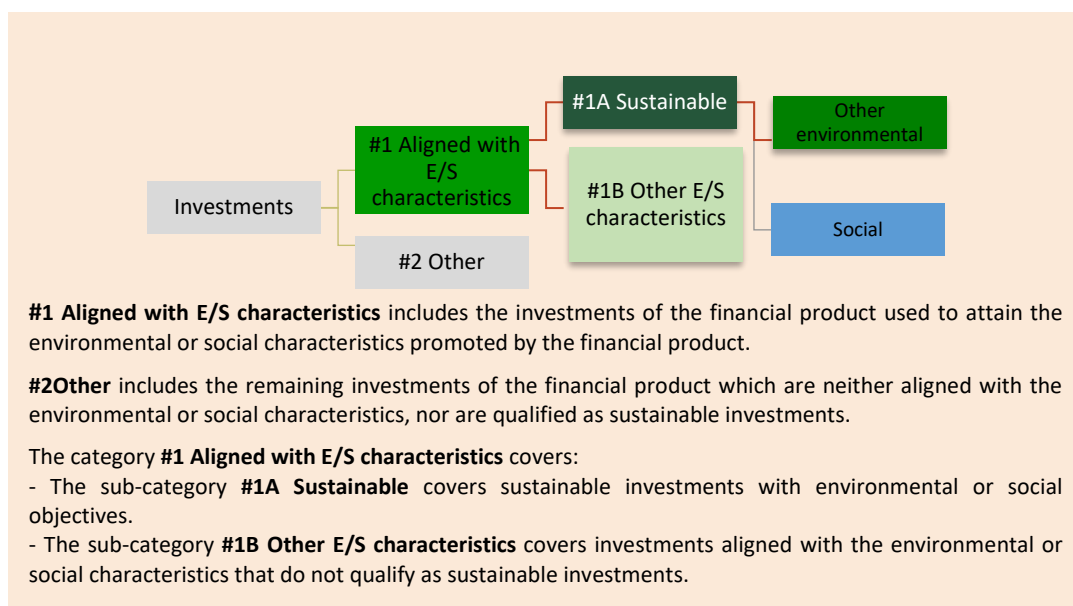 #1A Sustainable
Other
environmental
#1 Aligned with
E/S
characteristics
#1B Other E/S
characteristics
Investments
Social
#2 Other
#1 Aligned with E/S characteristics includes the investments of the financial product used to attain the
environmental or social characteristics promoted by the financial product.
#2Other includes the remaining investments of the financial product which are neither aligned with the
environmental or social characteristics, nor are qualified as sustainable investments.
The category #1 Aligned with E/S characteristics covers:
- The sub-category #1A Sustainable covers sustainable investments with environmental or social
objectives.
- The sub-category #1B Other E/S characteristics covers investments aligned with the environmental or
social characteristics that do not qualify as sustainable investments.